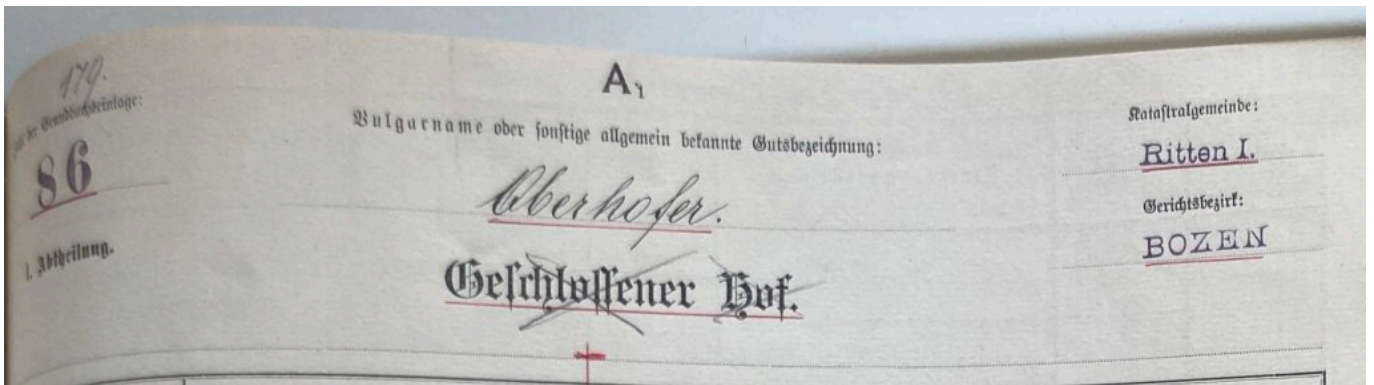 179.
Zahl der Grundbuchseinlage:
86
I. Abtheilung.
A₁
Vulgarname oder sonstige allgemein bekannte Gutsbezeichnung:
Oberhofer.
Geschlossener Hof.
Katastralgemeinde:
Ritten I.
Gerichtsbezirk:
BOZEN